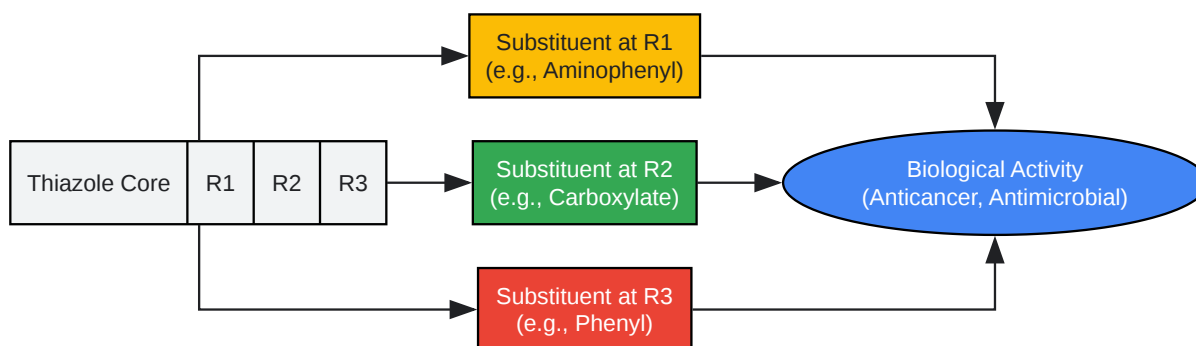 Substituent at R1
(e.g., Aminophenyl)
Thiazole Core
R1
R2
R3
Substituent at R2
(e.g., Carboxylate)
Biological Activity
(Anticancer, Antimicrobial)
Substituent at R3
(e.g., Phenyl)